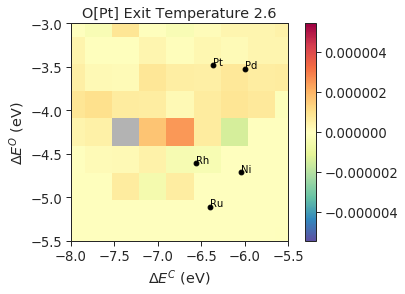 O[Pt] Exit Temperature 2.6
−3.0
−3.5
−4.0
−4.5
−5.0
−5.5
ΔE^O (eV)
Pt
Pd
Rh
Ni
Ru
−8.0 −7.5 −7.0 −6.5 −6.0 −5.5
ΔE^C (eV)
0.000004
0.000002
0.000000
−0.000002
−0.000004